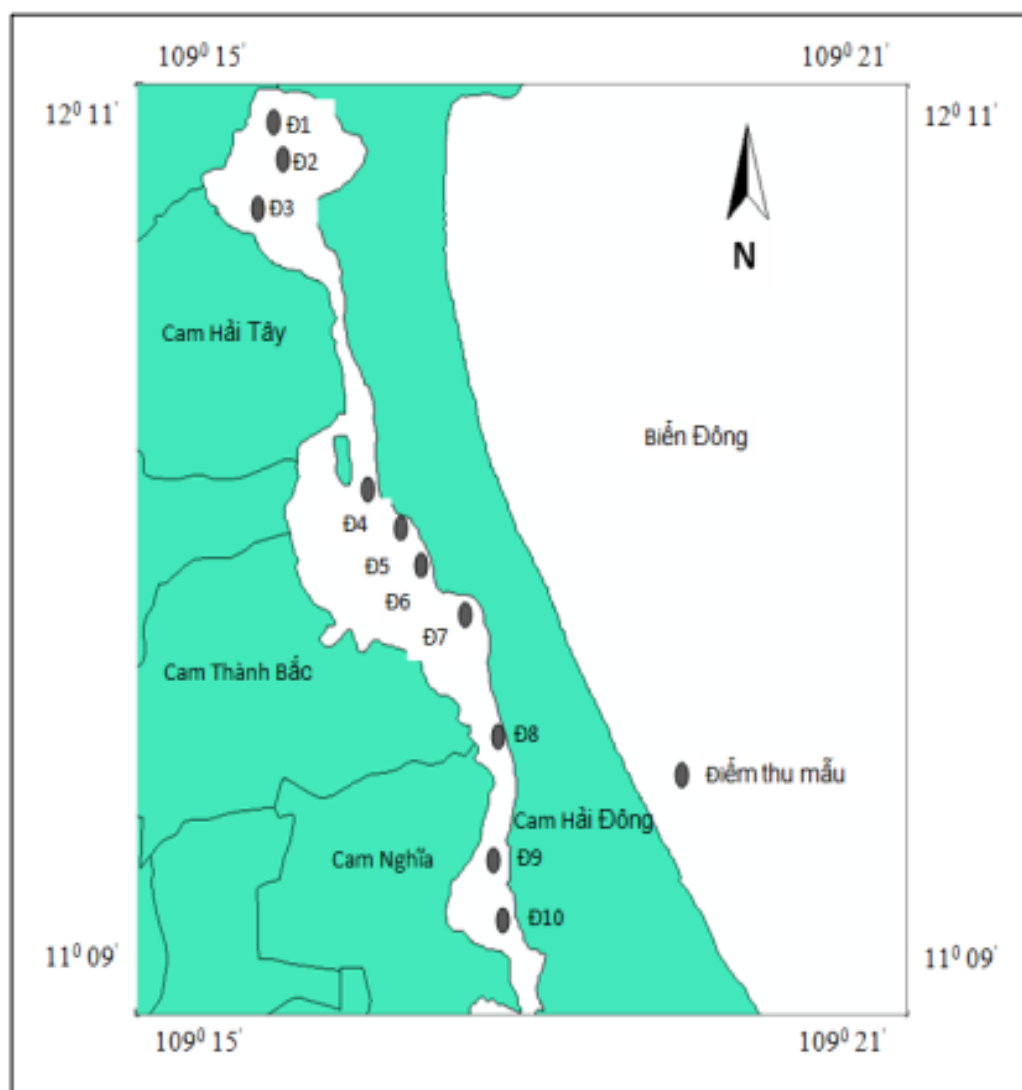 109⁰ 15'
109⁰ 21'
12⁰ 11'
12⁰ 11'
Đ1
Đ2
Đ3
N
Cam Hải Tây
Biển Đông
Đ4
Đ5
Đ6
Đ7
Cam Thành Bắc
Đ8
Điểm thu mẫu
Cam Hải Đông
Cam Nghĩa
Đ9
Đ10
11⁰ 09'
11⁰ 09'
109⁰ 15'
109⁰ 21'